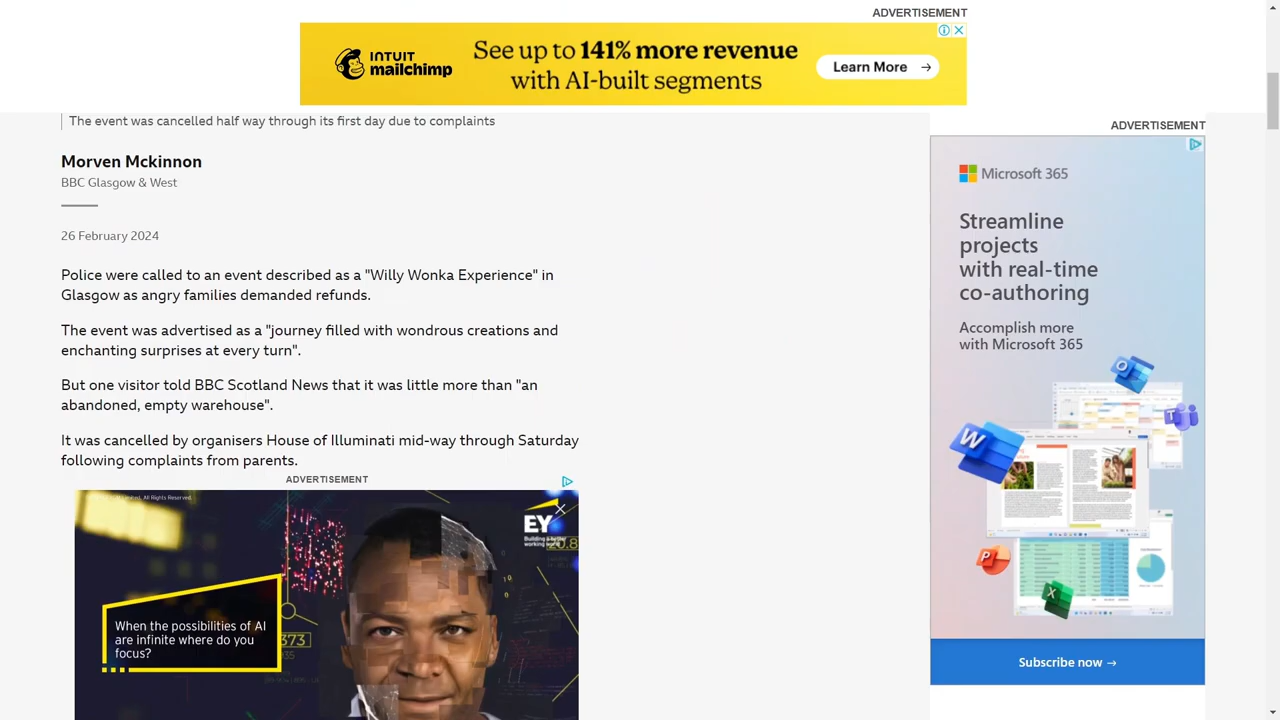 ADVERTISEMENT
INTUIT
mailchimp
See up to 141% more revenue
with AI-built segments
Learn More →
The event was cancelled half way through its first day due to complaints
Morven Mckinnon
BBC Glasgow & West
26 February 2024
Police were called to an event described as a "Willy Wonka Experience" in
Glasgow as angry families demanded refunds.
The event was advertised as a "journey filled with wondrous creations and
enchanting surprises at every turn".
But one visitor told BBC Scotland News that it was little more than "an
abandoned, empty warehouse".
It was cancelled by organisers House of Illuminati mid-way through Saturday
following complaints from parents.
ADVERTISEMENT
All Rights Reserved.
EY
Building a better
working world
20.8
When the possibilities of AI
are infinite where do you
focus?
373
ADVERTISEMENT
Microsoft 365
Streamline
projects
with real-time
co-authoring
Accomplish more
with Microsoft 365
Subscribe now →